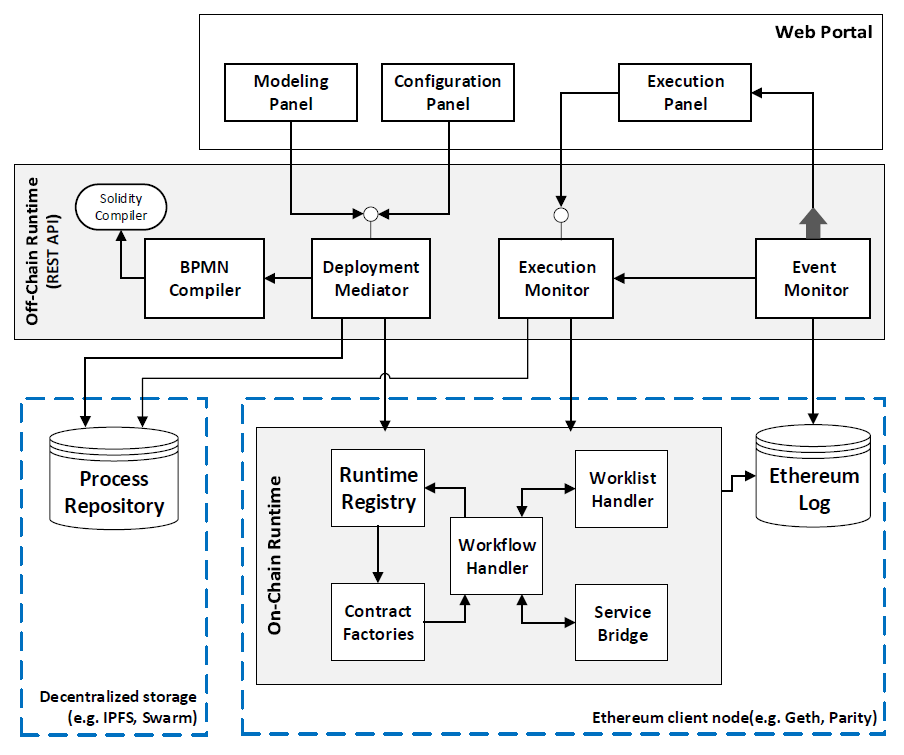 Web Portal
Modeling
Panel
Configuration
Panel
Execution
Panel
Off-Chain Runtime
(REST API)
Solidity
Compiler
BPMN
Compiler
Deployment
Mediator
Execution
Monitor
Event
Monitor
Process
Repository
Decentralized storage
(e.g. IPFS, Swarm)
On-Chain Runtime
Runtime
Registry
Worklist
Handler
Workflow
Handler
Contract
Factories
Service
Bridge
Ethereum
Log
Ethereum client node(e.g. Geth, Parity)